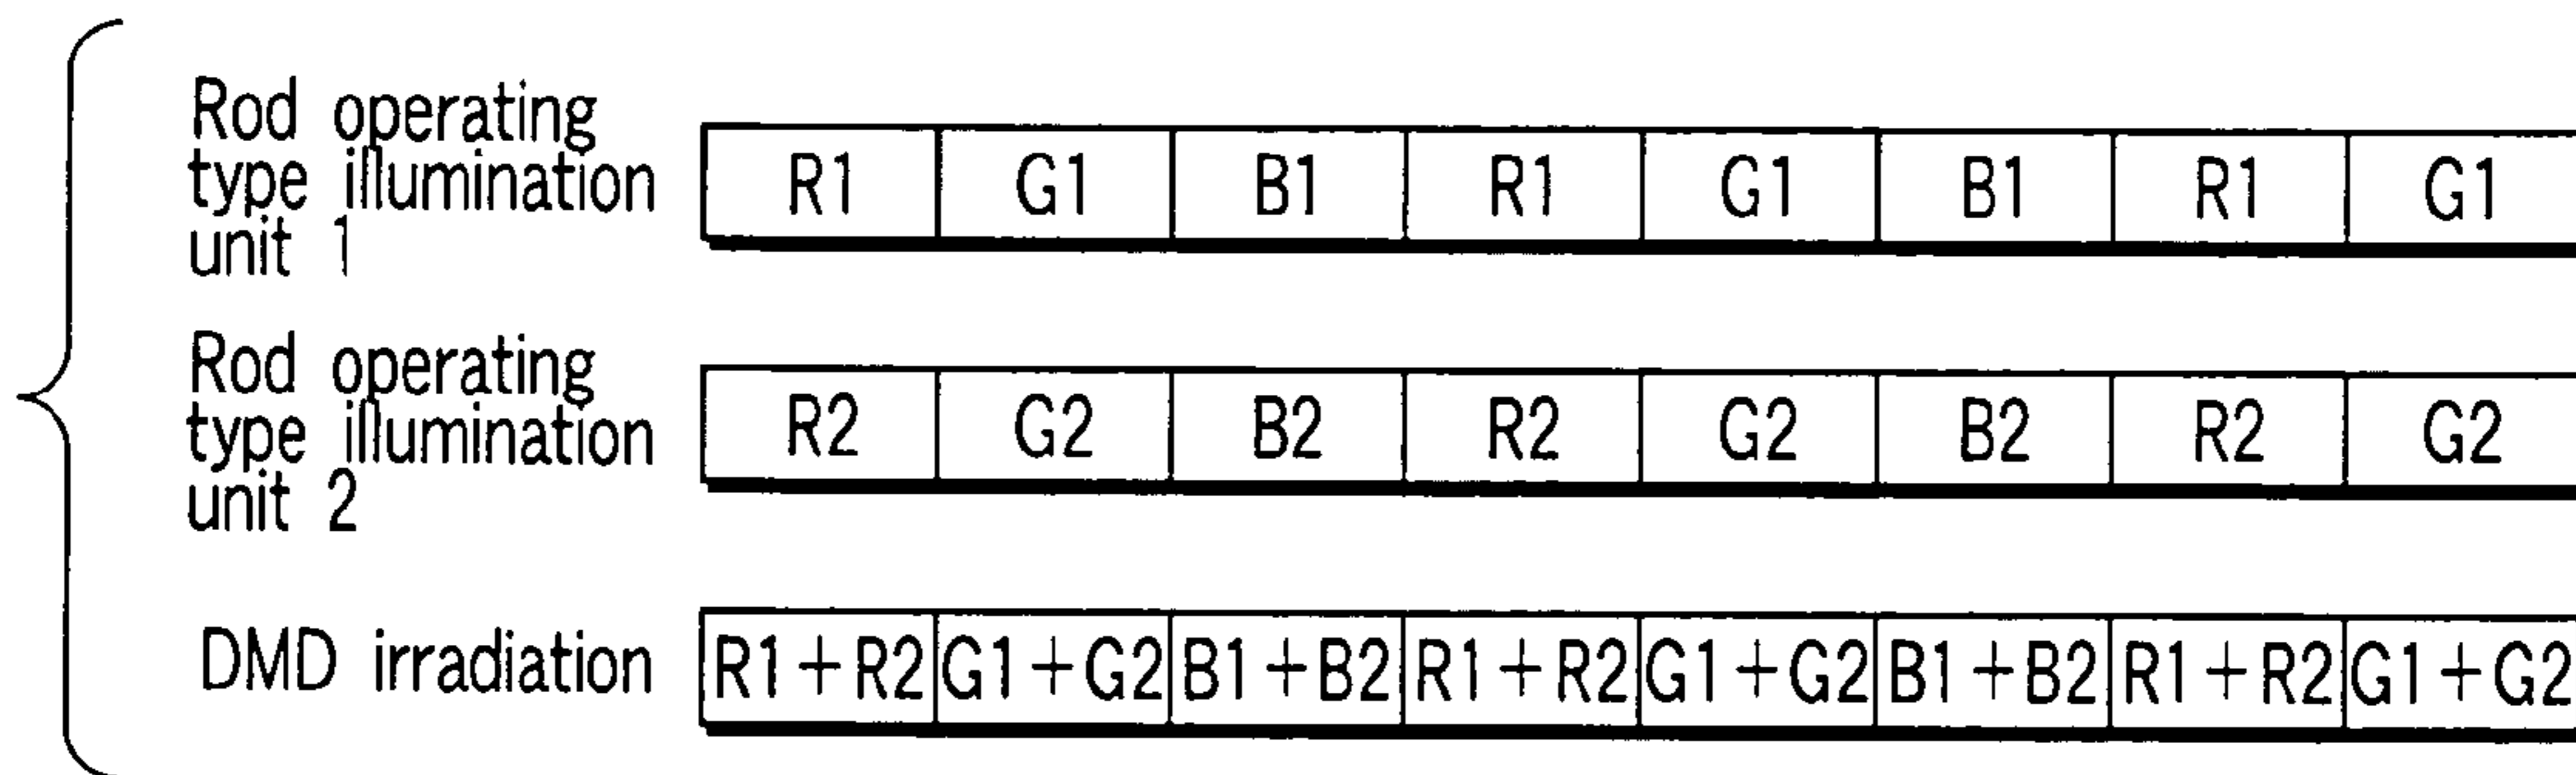 Rod operating
type illumination
unit 1
R1 G1 B1 R1 G1 B1 R1 G1
Rod operating
type illumination
unit 2
R2 G2 B2 R2 G2 B2 R2 G2
DMD irradiation
R1+R2 G1+G2 B1+B2 R1+R2 G1+G2 B1+B2 R1+R2 G1+G2